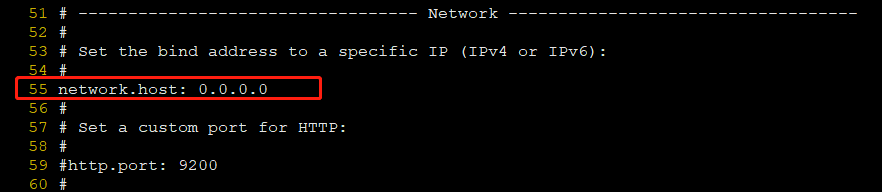 51 # ---------------------------------- Network -----------------------------------
52 #
53 # Set the bind address to a specific IP (IPv4 or IPv6):
54 #
55 network.host: 0.0.0.0
56 #
57 # Set a custom port for HTTP:
58 #
59 #http.port: 9200
60 #